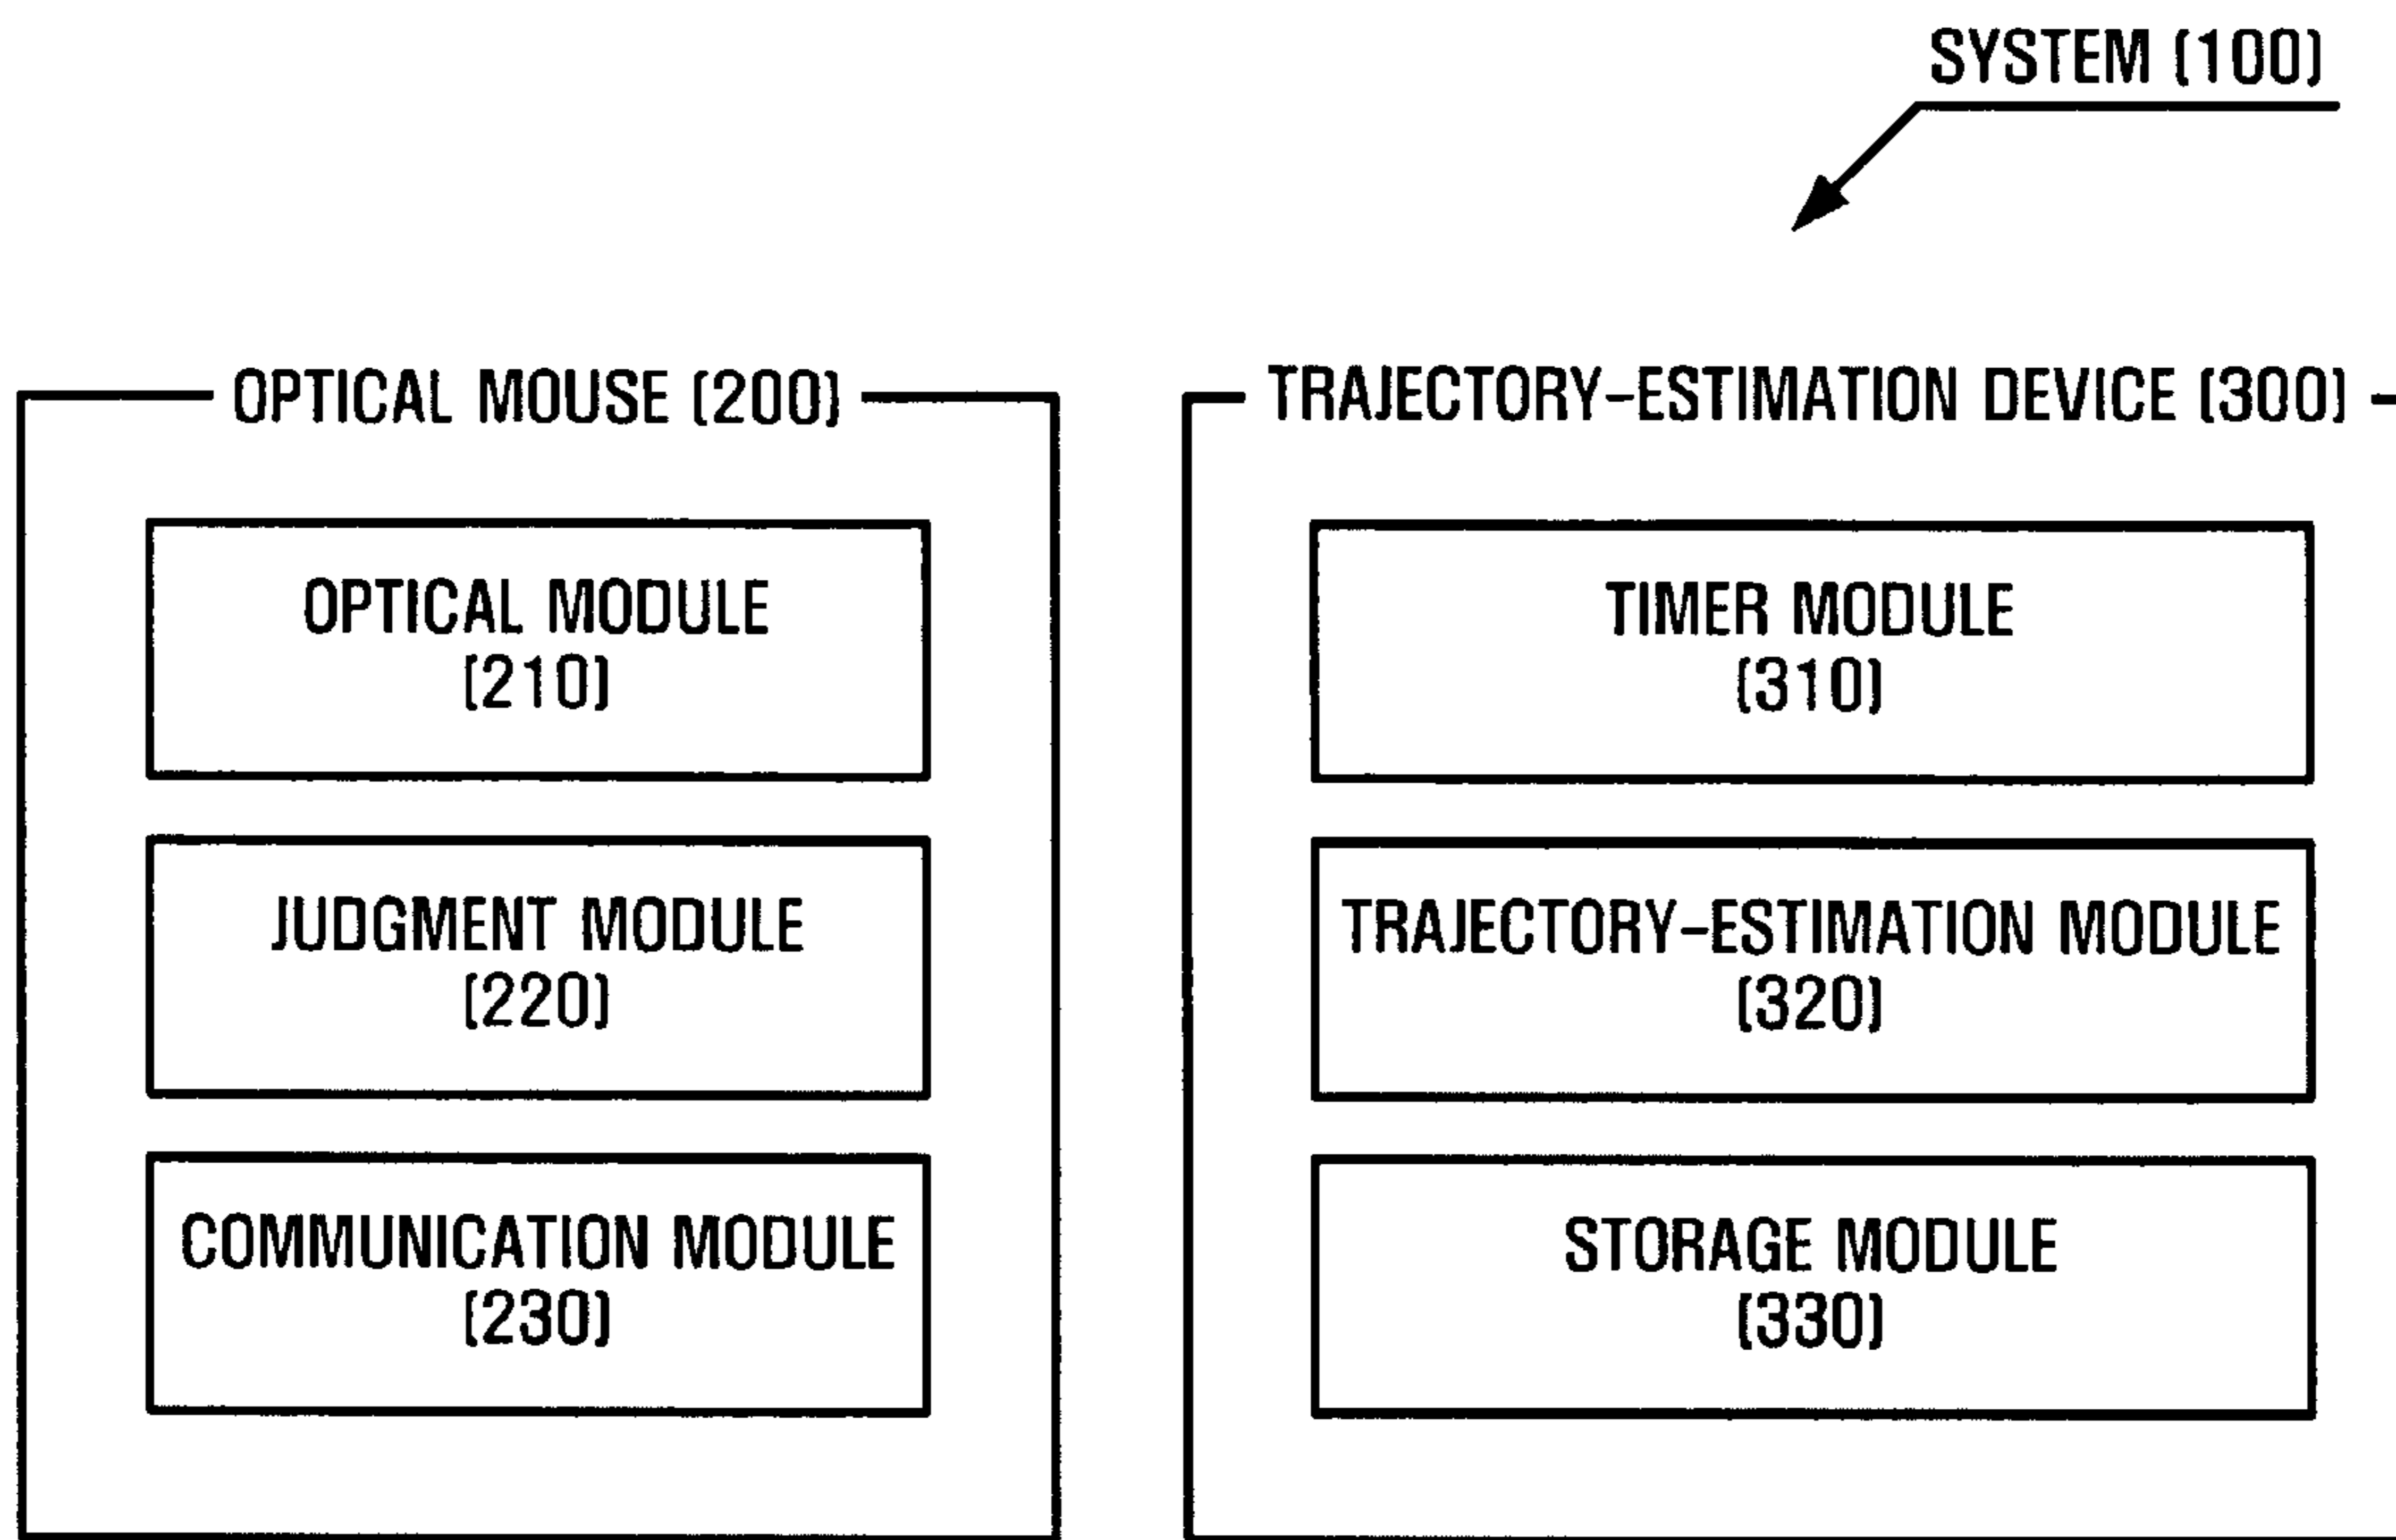 SYSTEM (100)
OPTICAL MOUSE (200)
OPTICAL MODULE
(210)
JUDGMENT MODULE
(220)
COMMUNICATION MODULE
(230)
TRAJECTORY-ESTIMATION DEVICE (300)
TIMER MODULE
(310)
TRAJECTORY-ESTIMATION MODULE
(320)
STORAGE MODULE
(330)